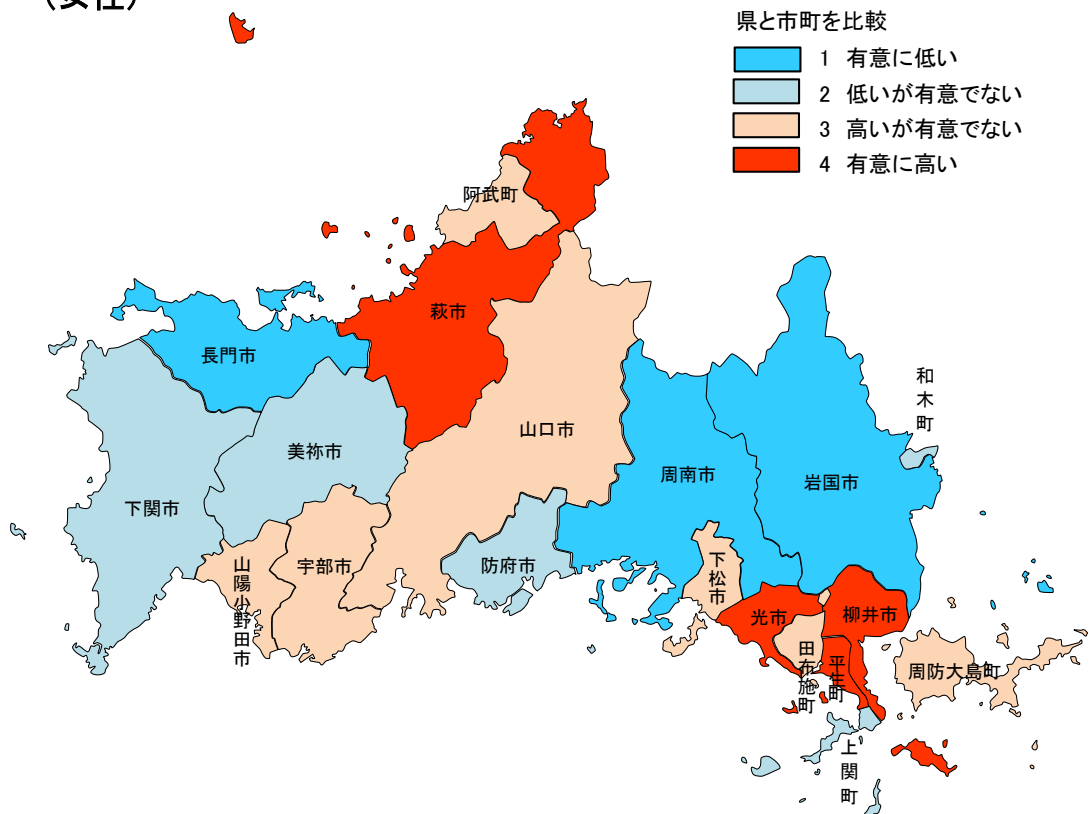 (女性)
県と市町を比較
1 有意に低い
2 低いが有意でない
3 高いが有意でない
4 有意に高い
阿武町
萩市
長門市
和木町
山口市
美祢市
周南市
岩国市
下関市
宇部市
防府市
山陽小野田市
下松市
光市
柳井市
田布施町
平生町
周防大島町
上関町